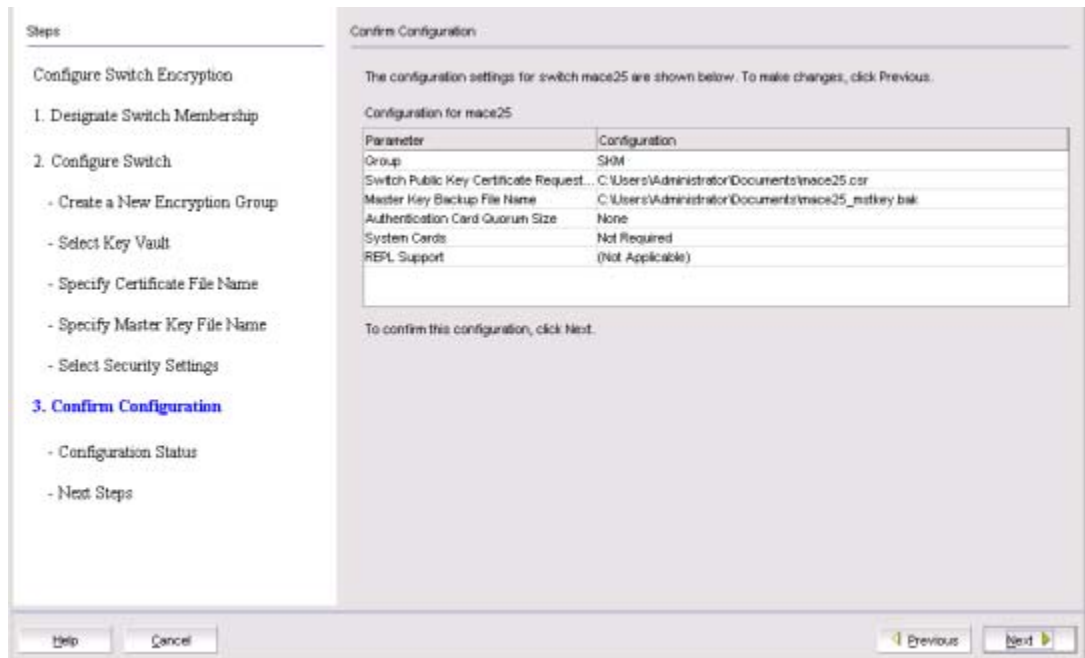 Steps
Configure Switch Encryption
1. Designate Switch Membership
2. Configure Switch
- Create a New Encryption Group
- Select Key Vault
- Specify Certificate File Name
- Specify Master Key File Name
- Select Security Settings
3. Confirm Configuration
- Configuration Status
- Next Steps
Confirm Configuration
The configuration settings for switch mace25 are shown below. To make changes, click Previous.
Configuration for mace25
Parameter Configuration
Group SKM
Switch Public Key Certificate Request... C:\Users\Administrator\Documents\mace25.csr
Master Key Backup File Name C:\Users\Administrator\Documents\mace25_mstkey.bak
Authentication Card Quorum Size None
System Cards Not Required
REPL Support (Not Applicable)
To confirm this configuration, click Next.
Help Cancel Previous Next